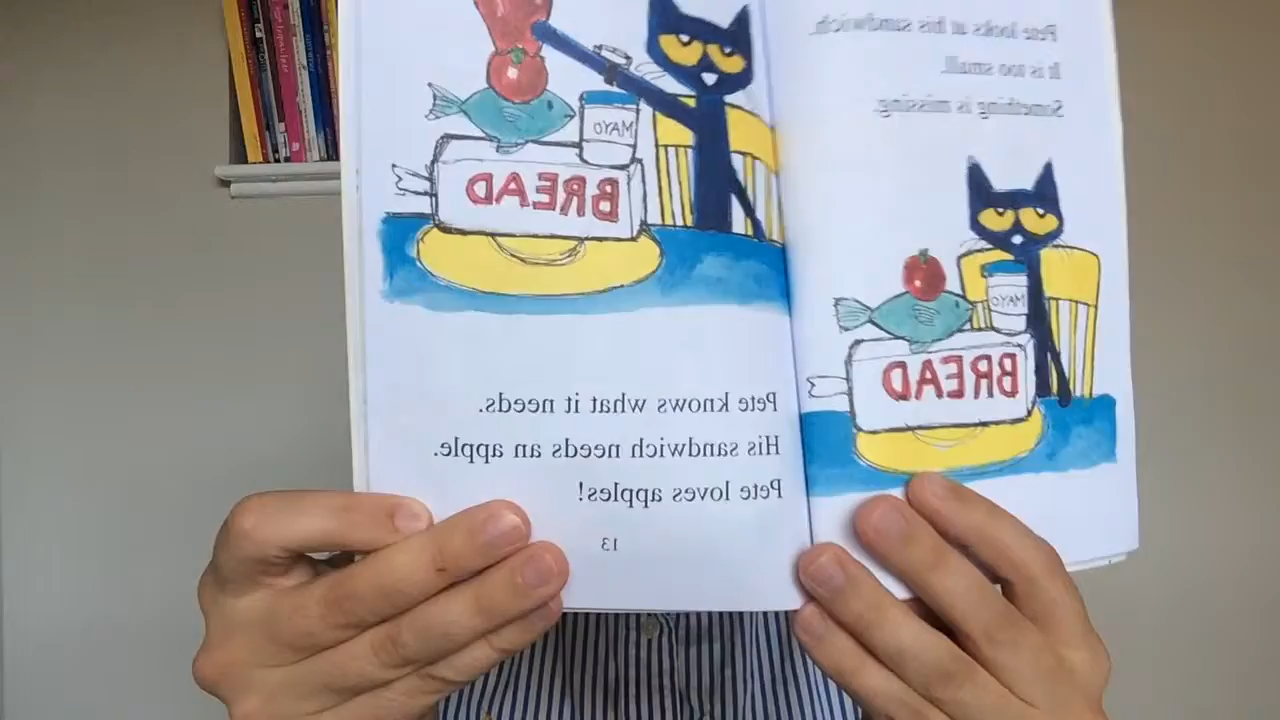 Pete looks at his sandwich.
It is too small.
Something is missing.
MAYO
BREAD
MAYO
BREAD
Pete knows what it needs.
His sandwich needs an apple.
Pete loves apples!
13